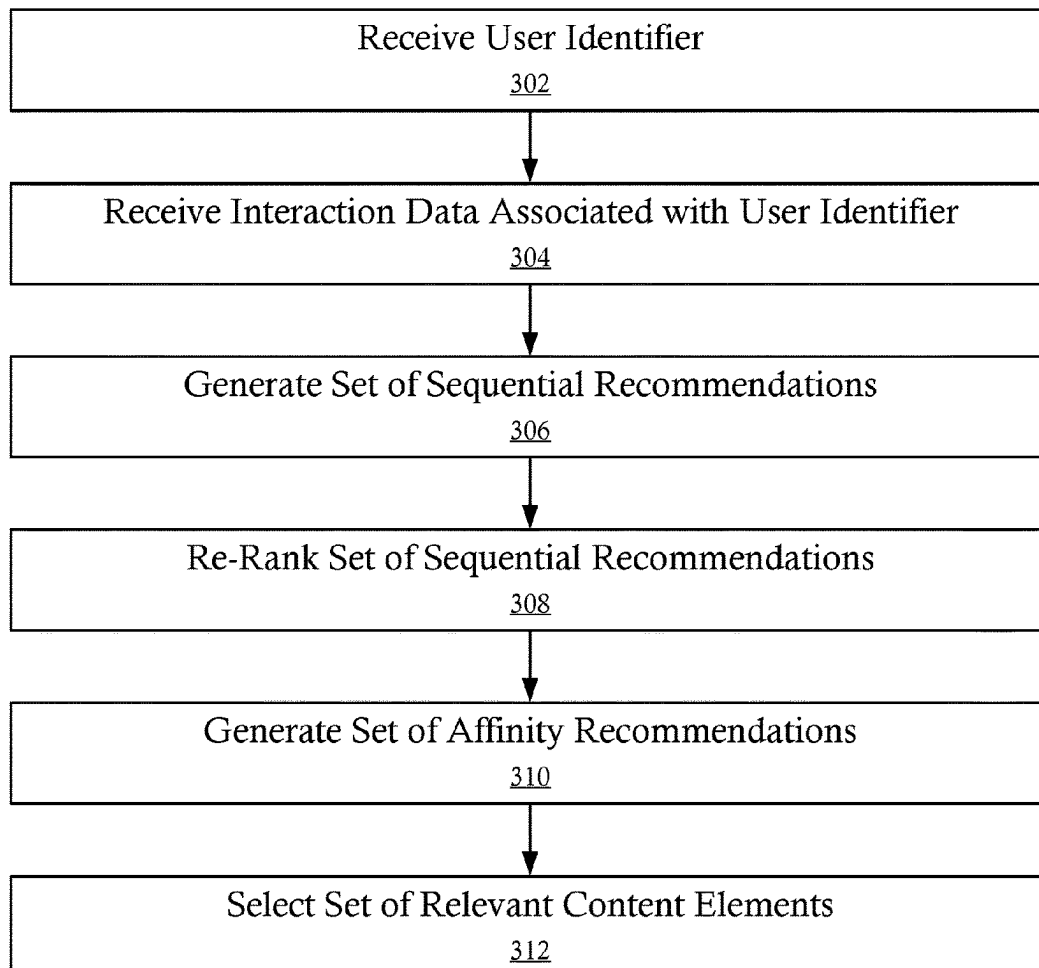 Receive User Identifier
302
Receive Interaction Data Associated with User Identifier
304
Generate Set of Sequential Recommendations
306
Re-Rank Set of Sequential Recommendations
308
Generate Set of Affinity Recommendations
310
Select Set of Relevant Content Elements
312